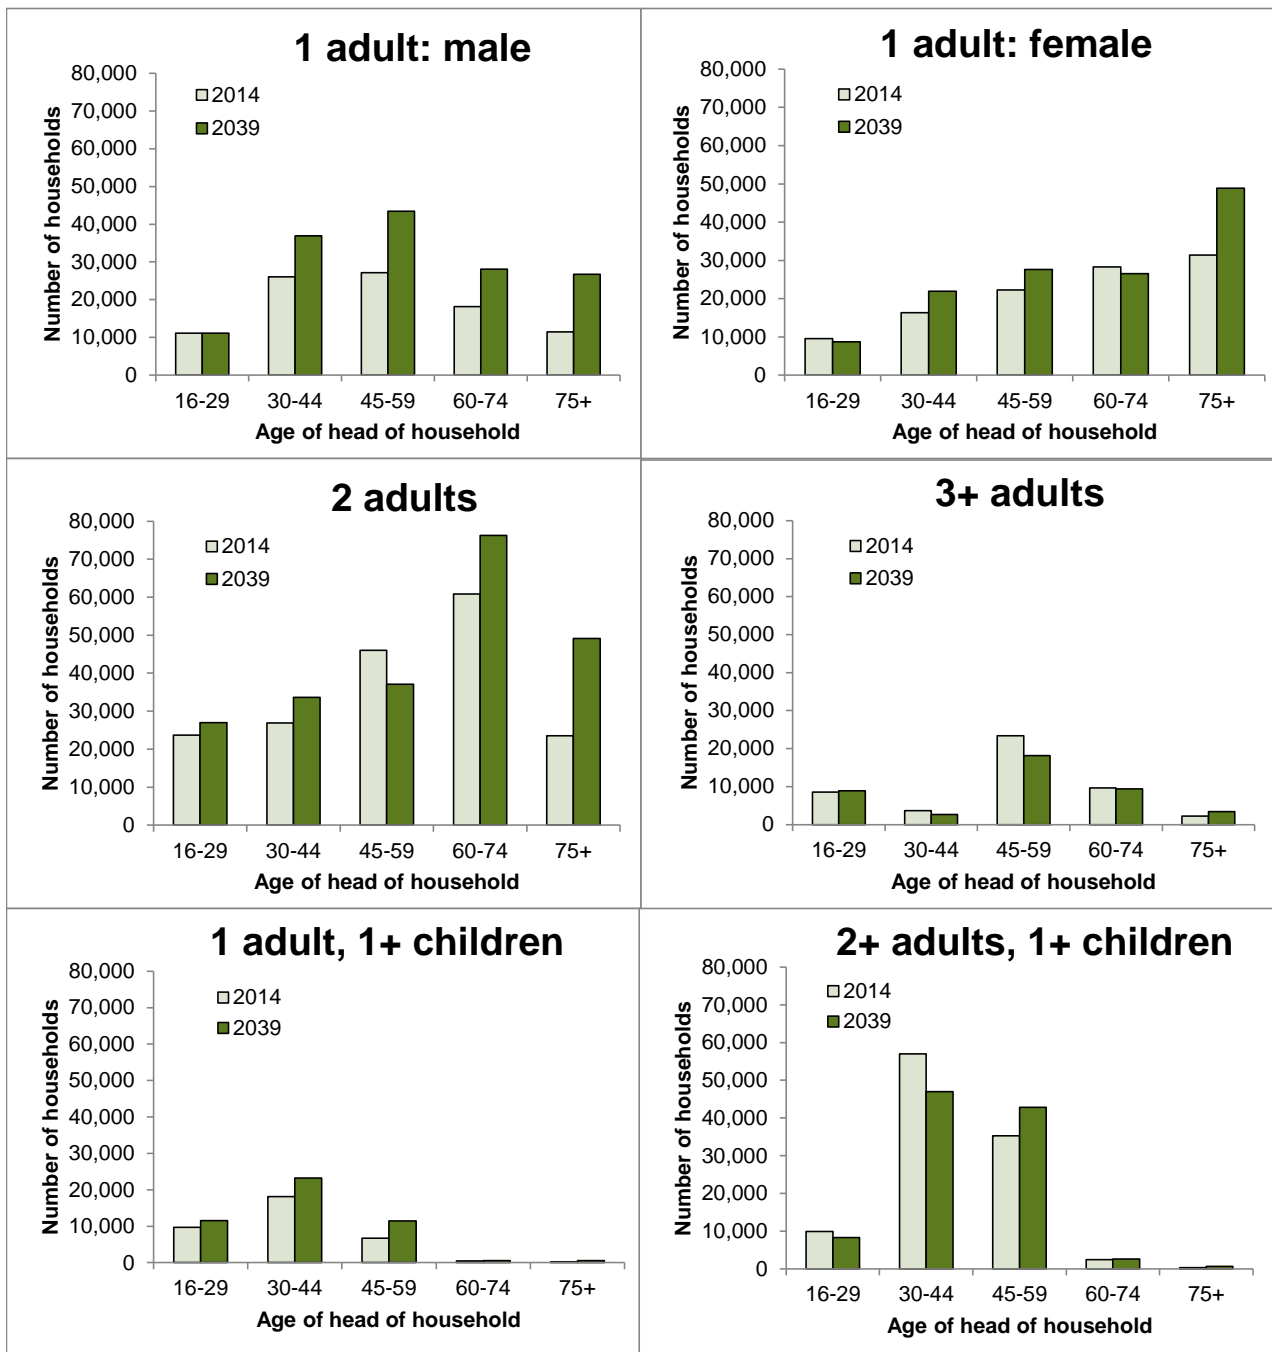 1 adult: male
80,000
70,000
60,000
50,000
40,000
30,000
20,000
10,000
0
Number of households
2014
2039
16-29 30-44 45-59 60-74 75+
Age of head of household
1 adult: female
80,000
70,000
60,000
50,000
40,000
30,000
20,000
10,000
0
Number of households
2014
2039
16-29 30-44 45-59 60-74 75+
Age of head of household
2 adults
80,000
70,000
60,000
50,000
40,000
30,000
20,000
10,000
0
Number of households
2014
2039
16-29 30-44 45-59 60-74 75+
Age of head of household
3+ adults
80,000
70,000
60,000
50,000
40,000
30,000
20,000
10,000
0
Number of households
2014
2039
16-29 30-44 45-59 60-74 75+
Age of head of household
1 adult, 1+ children
80,000
70,000
60,000
50,000
40,000
30,000
20,000
10,000
0
Number of households
2014
2039
16-29 30-44 45-59 60-74 75+
Age of head of household
2+ adults, 1+ children
80,000
70,000
60,000
50,000
40,000
30,000
20,000
10,000
0
Number of households
2014
2039
16-29 30-44 45-59 60-74 75+
Age of head of household